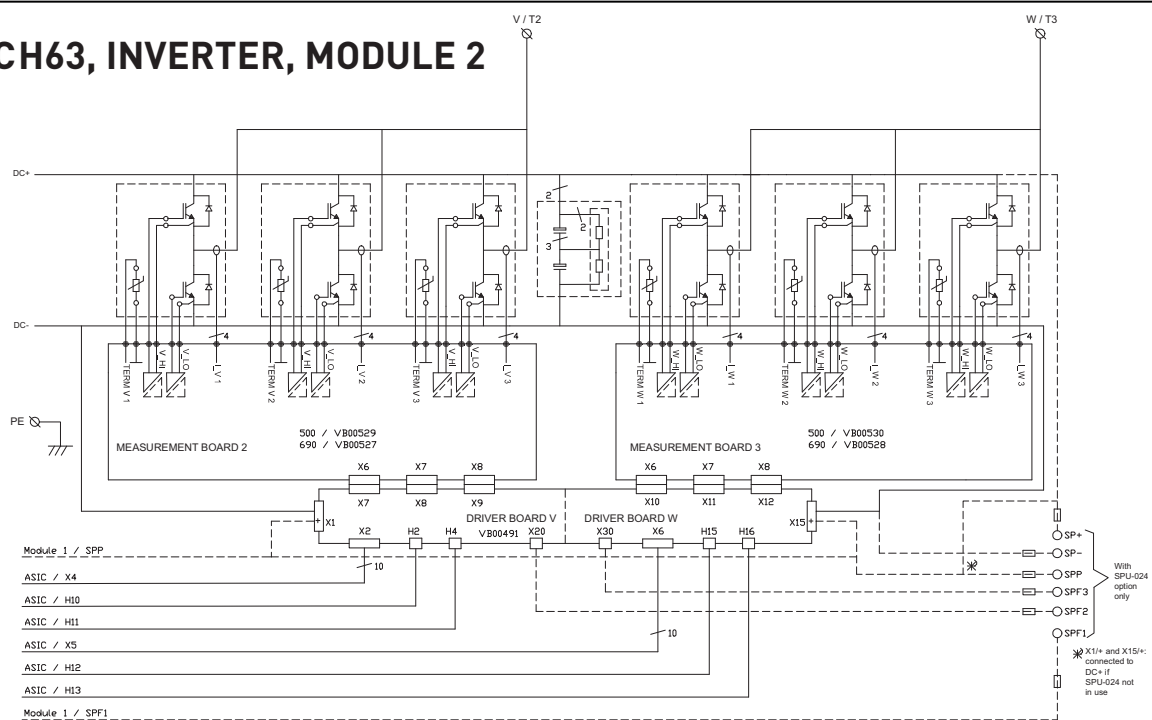 V / T2
W / T3
CH63, INVERTER, MODULE 2
DC+
2
2
3
DC-
4
4
4
4
4
4
TERM V 1
V_HI
V_LO
I_V 1
TERM V 2
V_HI
V_LO
I_V 2
TERM V 3
V_HI
V_LO
I_V 3
TERM W 1
W_HI
W_LO
I_W 1
TERM W 2
W_HI
W_LO
I_W 2
TERM W 3
W_HI
W_LO
I_W 3
PE
MEASUREMENT BOARD 2
500 / VB00529
690 / VB00527
MEASUREMENT BOARD 3
500 / VB00530
690 / VB00528
X6 X7 X8
X6 X7 X8
X7 X8 X9
X10 X11 X12
+ X1
DRIVER BOARD V
DRIVER BOARD W
X15 +
VB00491
X2 H2 H4 X20 X30 X6 H15 H16
Module 1 / SPP
10
ASIC / X4
ASIC / H10
ASIC / H11
ASIC / X5
10
ASIC / H12
ASIC / H13
Module 1 / SPF1
SP+
SP-
SPP
SPF3
SPF2
SPF1
With
SPU-024
option
only
X1/+ and X15/+:
connected to
DC+ if
SPU-024 not
in use